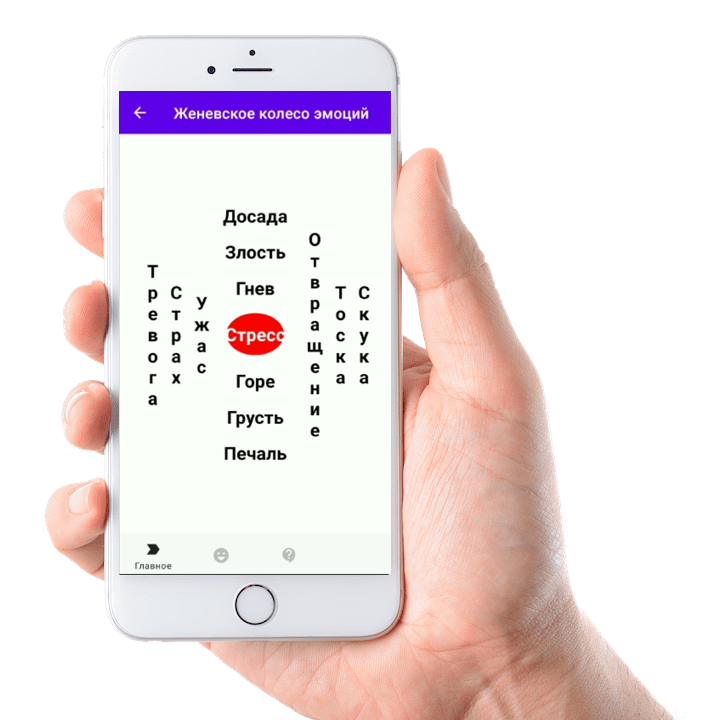 Женевское колесо эмоций
Досада
Злость
Гнев
Тревога
Страх
Ужас
Стресс
Отвращение
Тоска
Скука
Горе
Грусть
Печаль
Главное